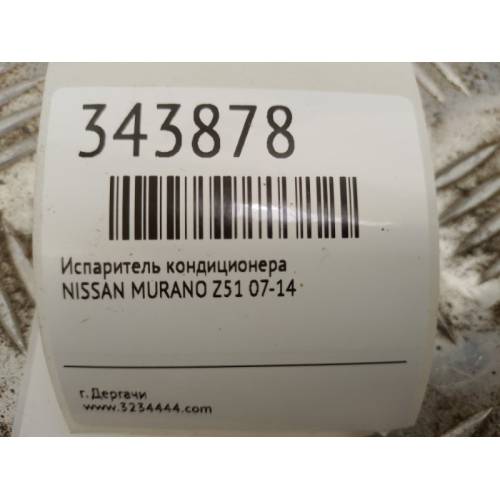 343878
Испаритель кондиционера
NISSAN MURANO Z51 07-14
г.Дергачи
www.3234444.com